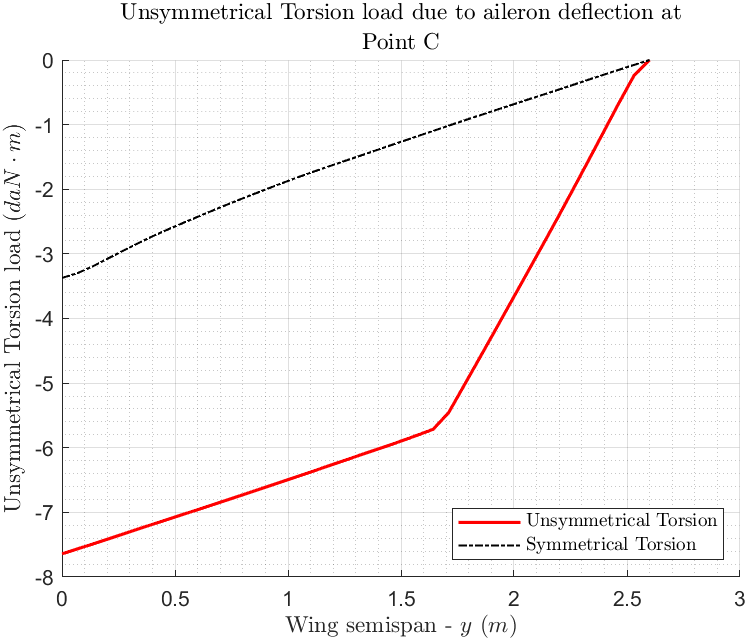 Unsymmetrical Torsion load due to aileron deflection at
Point C
Unsymmetrical Torsion load (daN · m)
0
-1
-2
-3
-4
-5
-6
-7
-8
Unsymmetrical Torsion
Symmetrical Torsion
0
0.5
1
1.5
2
2.5
3
Wing semispan - y (m)